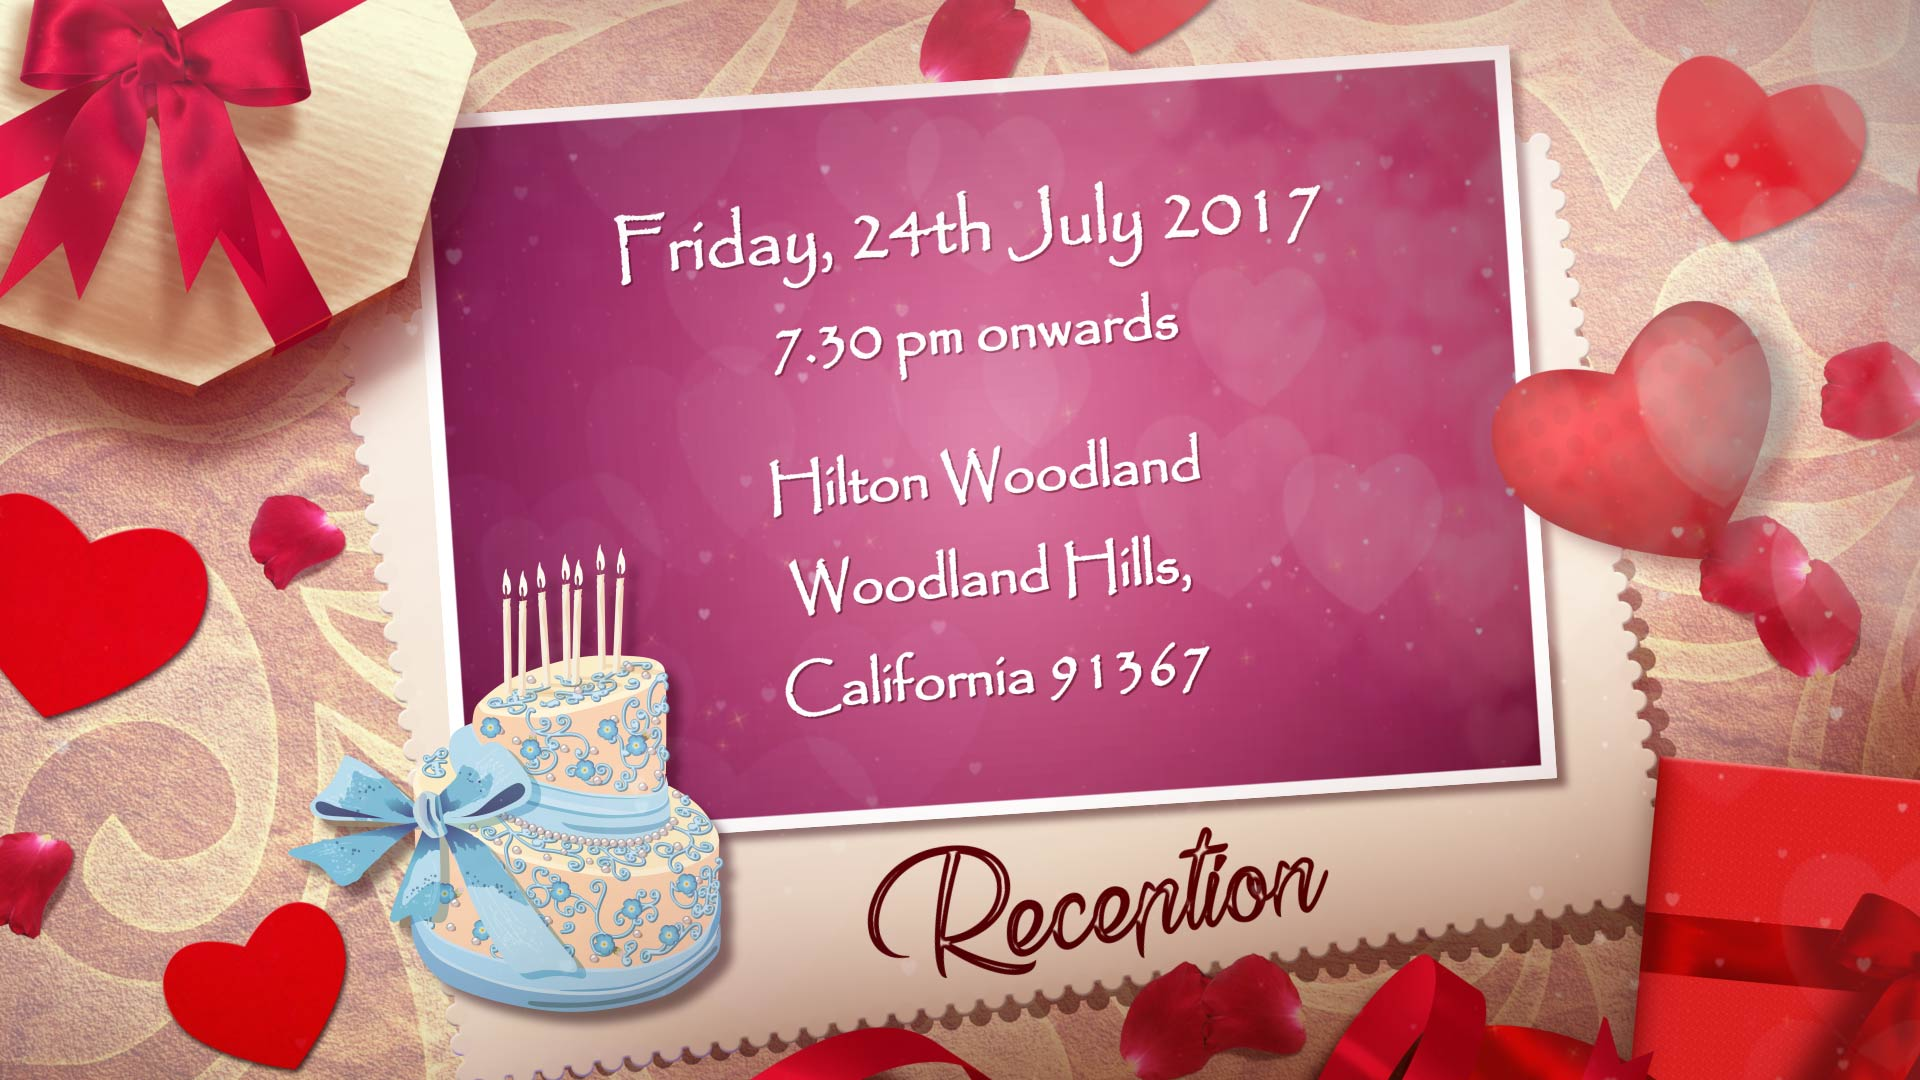 Friday, 24th July 2017
7.30 pm onwards
Hilton Woodland
Woodland Hills,
California 91367
Reception